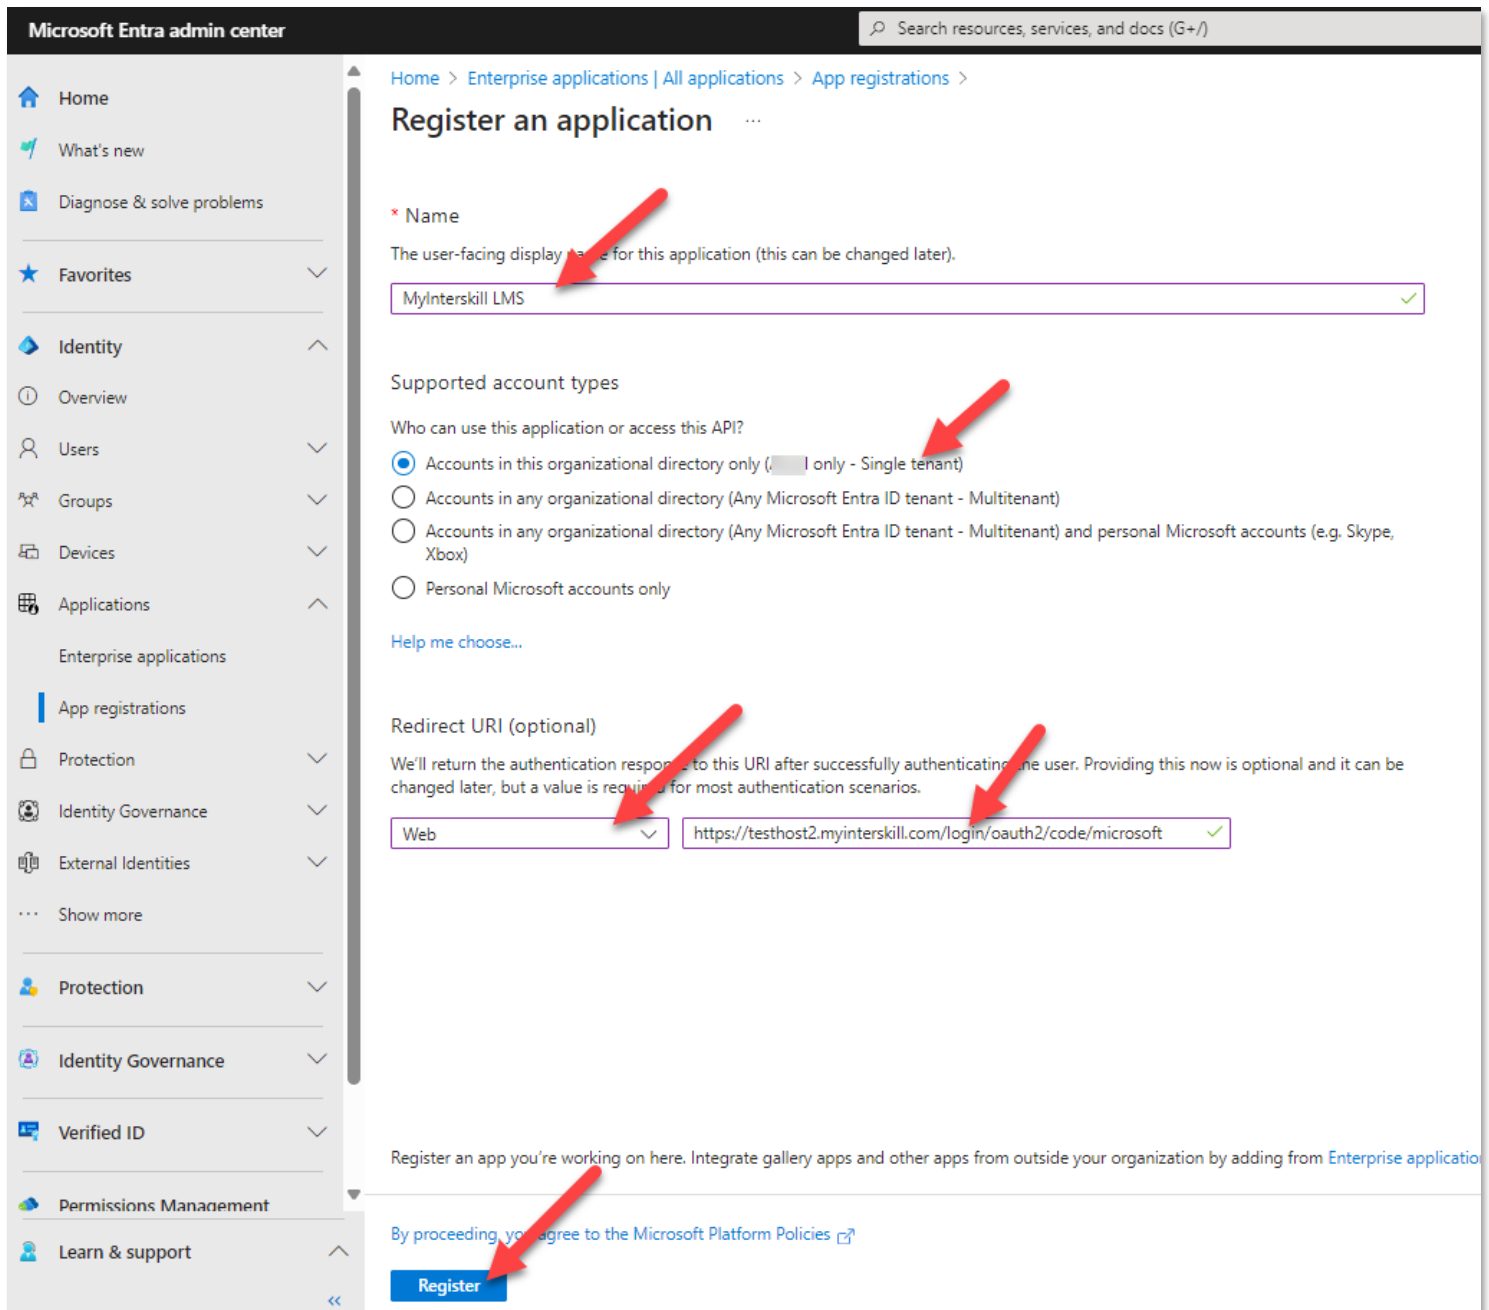 Microsoft Entra admin center
Search resources, services, and docs (G+/)
Home
What's new
Diagnose & solve problems
Favorites
Identity
Overview
Users
Groups
Devices
Applications
Enterprise applications
App registrations
Protection
Identity Governance
External Identities
Show more
Protection
Identity Governance
Verified ID
Permissions Management
Learn & support
Home > Enterprise applications | All applications > App registrations >
Register an application
* Name
The user-facing display for this application (this can be changed later).
MyInterskill LMS
Supported account types
Who can use this application or access this API?
Accounts in this organizational directory only ( only - Single tenant)
Accounts in any organizational directory (Any Microsoft Entra ID tenant - Multitenant)
Accounts in any organizational directory (Any Microsoft Entra ID tenant - Multitenant) and personal Microsoft accounts (e.g. Skype,
Xbox)
Personal Microsoft accounts only
Help me choose...
Redirect URI (optional)
We'll return the authentication response to this URI after successfully authenticating the user. Providing this now is optional and it can be
changed later, but a value is required for most authentication scenarios.
Web
https://testhost2.myinterskill.com/login/oauth2/code/microsoft
Register an app you're working on here. Integrate gallery apps and other apps from outside your organization by adding from Enterprise applicatio
By proceeding, you agree to the Microsoft Platform Policies
Register